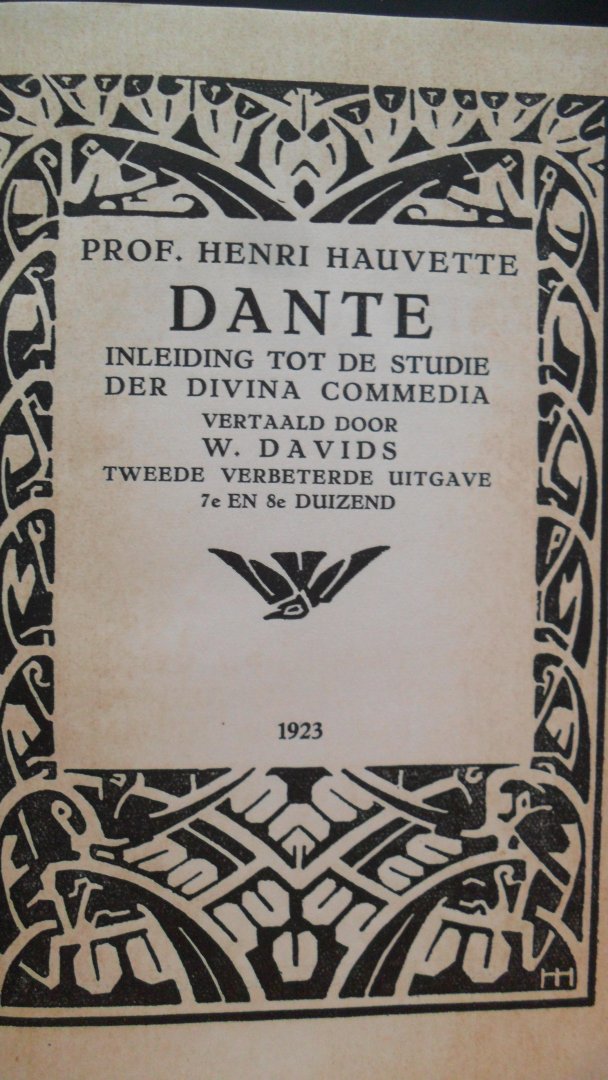 PROF. HENRI HAUVETTE
DANTE
INLEIDING TOT DE STUDIE
DER DIVINA COMMEDIA
VERTAALD DOOR
W. DAVIDS
TWEEDE VERBETERDE UITGAVE
7e EN 8e DUIZEND
1923